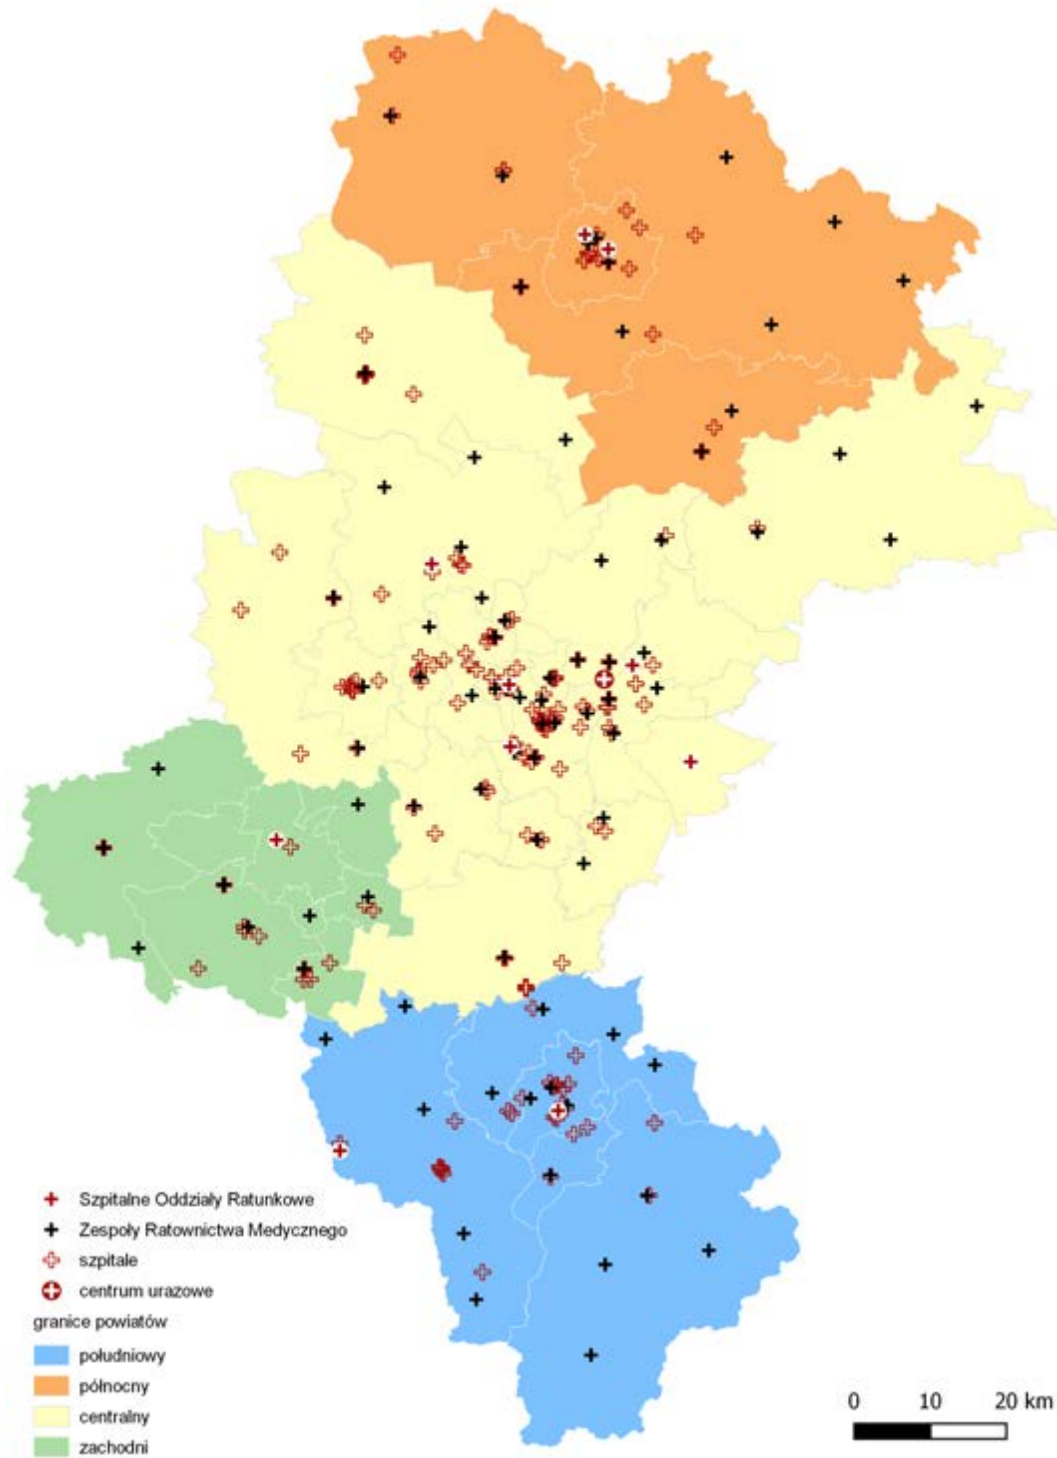 Szpitalne Oddziały Ratunkowe
Zespoły Ratownictwa Medycznego
szpitale
centrum urazowe
granice powiatów
południowy
północny
centralny
zachodni
0 10 20 km